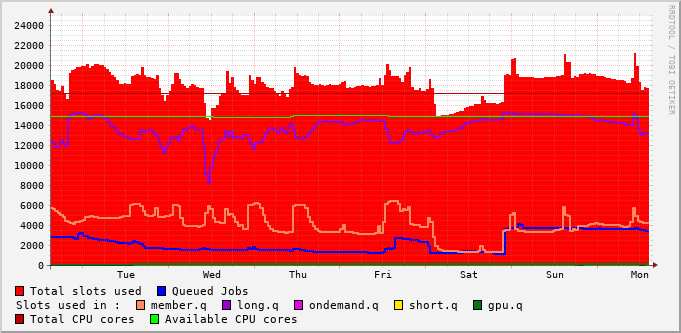 RRDTOOL / TOBI OETIKER
24000
22000
20000
18000
16000
14000
12000
10000
8000
6000
4000
2000
0
Tue Wed Thu Fri Sat Sun Mon
Total slots used Queued Jobs
Slots used in : member.q long.q ondemand.q short.q gpu.q
Total CPU cores Available CPU cores